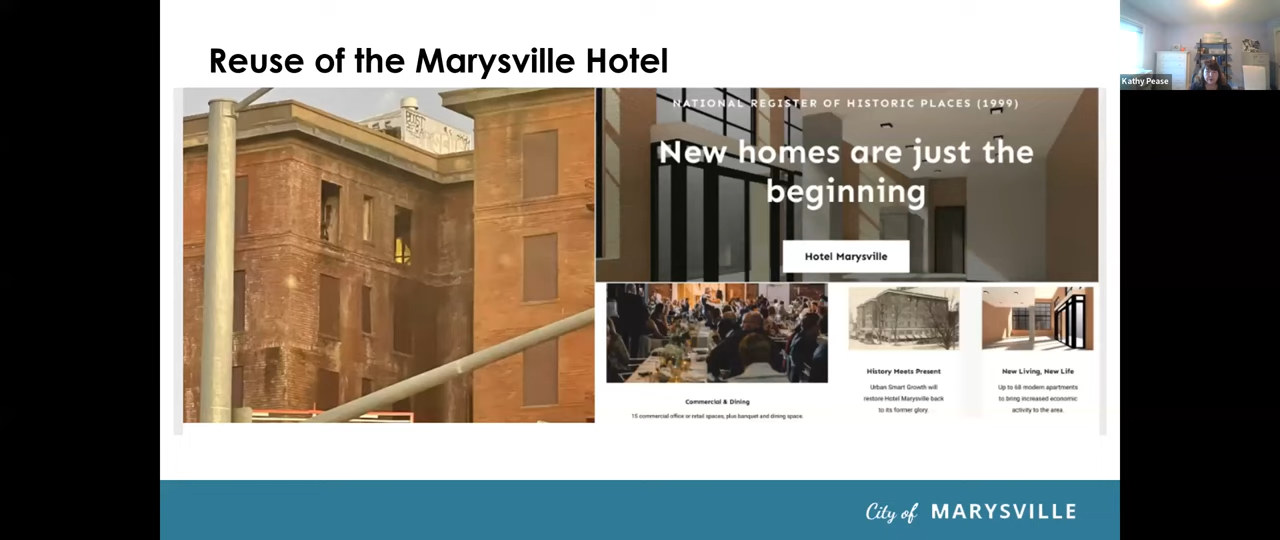 Reuse of the Marysville Hotel
Kathy Pease
NATIONAL REGISTER OF HISTORIC PLACES (1999)
New homes are just the
beginning
Hotel Marysville
Commercial & Dining
15 commercial office or retail spaces, plus banquet and dining space.
History Meets Present
Urban Smart Growth will
restore Hotel Marysville back
to its former glory.
New Living, New Life
Up to 68 modern apartments
to bring increased economic
activity to the area.
City of MARYSVILLE